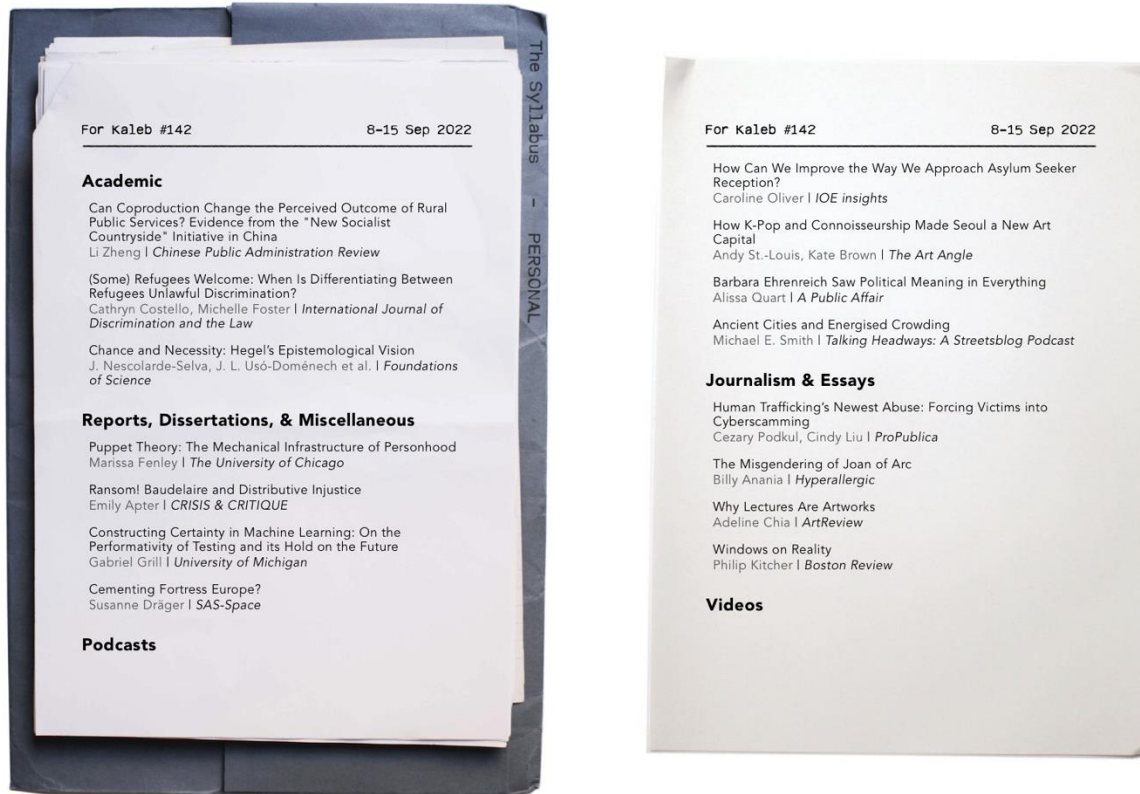 The Syllabus - PERSONAL
For Kaleb #142 8-15 Sep 2022
Academic
Can Coproduction Change the Perceived Outcome of Rural
Public Services? Evidence from the "New Socialist
Countryside" Initiative in China
Li Zheng | Chinese Public Administration Review
(Some) Refugees Welcome: When Is Differentiating Between
Refugees Unlawful Discrimination?
Cathryn Costello, Michelle Foster | International Journal of
Discrimination and the Law
Chance and Necessity: Hegel's Epistemological Vision
J. Nescolarde-Selva, J. L. Usó-Doménech et al. | Foundations
of Science
Reports, Dissertations, & Miscellaneous
Puppet Theory: The Mechanical Infrastructure of Personhood
Marissa Fenley | The University of Chicago
Ransom! Baudelaire and Distributive Injustice
Emily Apter | CRISIS & CRITIQUE
Constructing Certainty in Machine Learning: On the
Performativity of Testing and its Hold on the Future
Gabriel Grill | University of Michigan
Cementing Fortress Europe?
Susanne Dräger | SAS-Space
Podcasts
For Kaleb #142 8-15 Sep 2022
How Can We Improve the Way We Approach Asylum Seeker
Reception?
Caroline Oliver | IOE insights
How K-Pop and Connoisseurship Made Seoul a New Art
Capital
Andy St.-Louis, Kate Brown | The Art Angle
Barbara Ehrenreich Saw Political Meaning in Everything
Alissa Quart | A Public Affair
Ancient Cities and Energised Crowding
Michael E. Smith | Talking Headways: A Streetsblog Podcast
Journalism & Essays
Human Trafficking's Newest Abuse: Forcing Victims into
Cyberscamming
Cezary Podkul, Cindy Liu | ProPublica
The Misgendering of Joan of Arc
Billy Anania | Hyperallergic
Why Lectures Are Artworks
Adeline Chia | ArtReview
Windows on Reality
Philip Kitcher | Boston Review
Videos